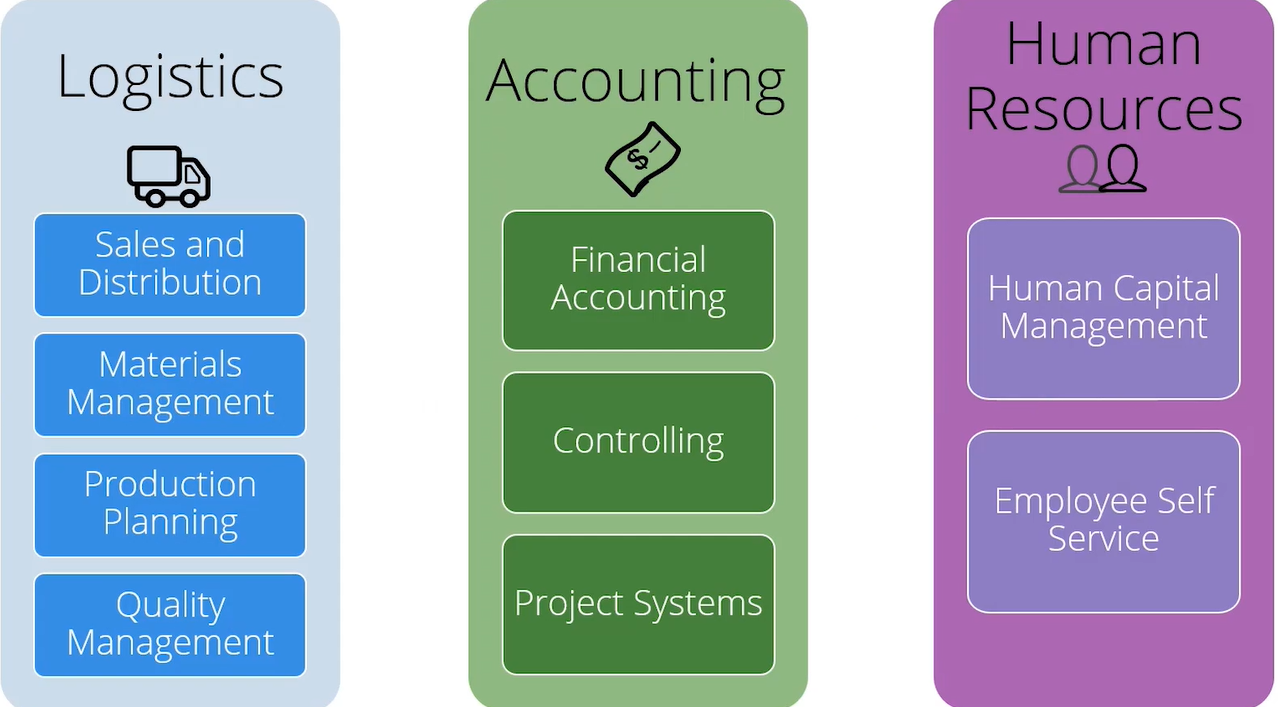 Logistics
Sales and
Distribution
Materials
Management
Production
Planning
Quality
Management
Accounting
$
Financial
Accounting
Controlling
Project Systems
Human
Resources
Human Capital
Management
Employee Self
Service